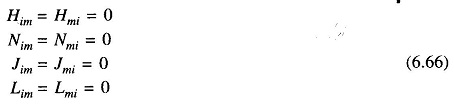 H_{im} = H_{mi} = 0
N_{im} = N_{mi} = 0
J_{im} = J_{mi} = 0 (6.66)
L_{im} = L_{mi} = 0